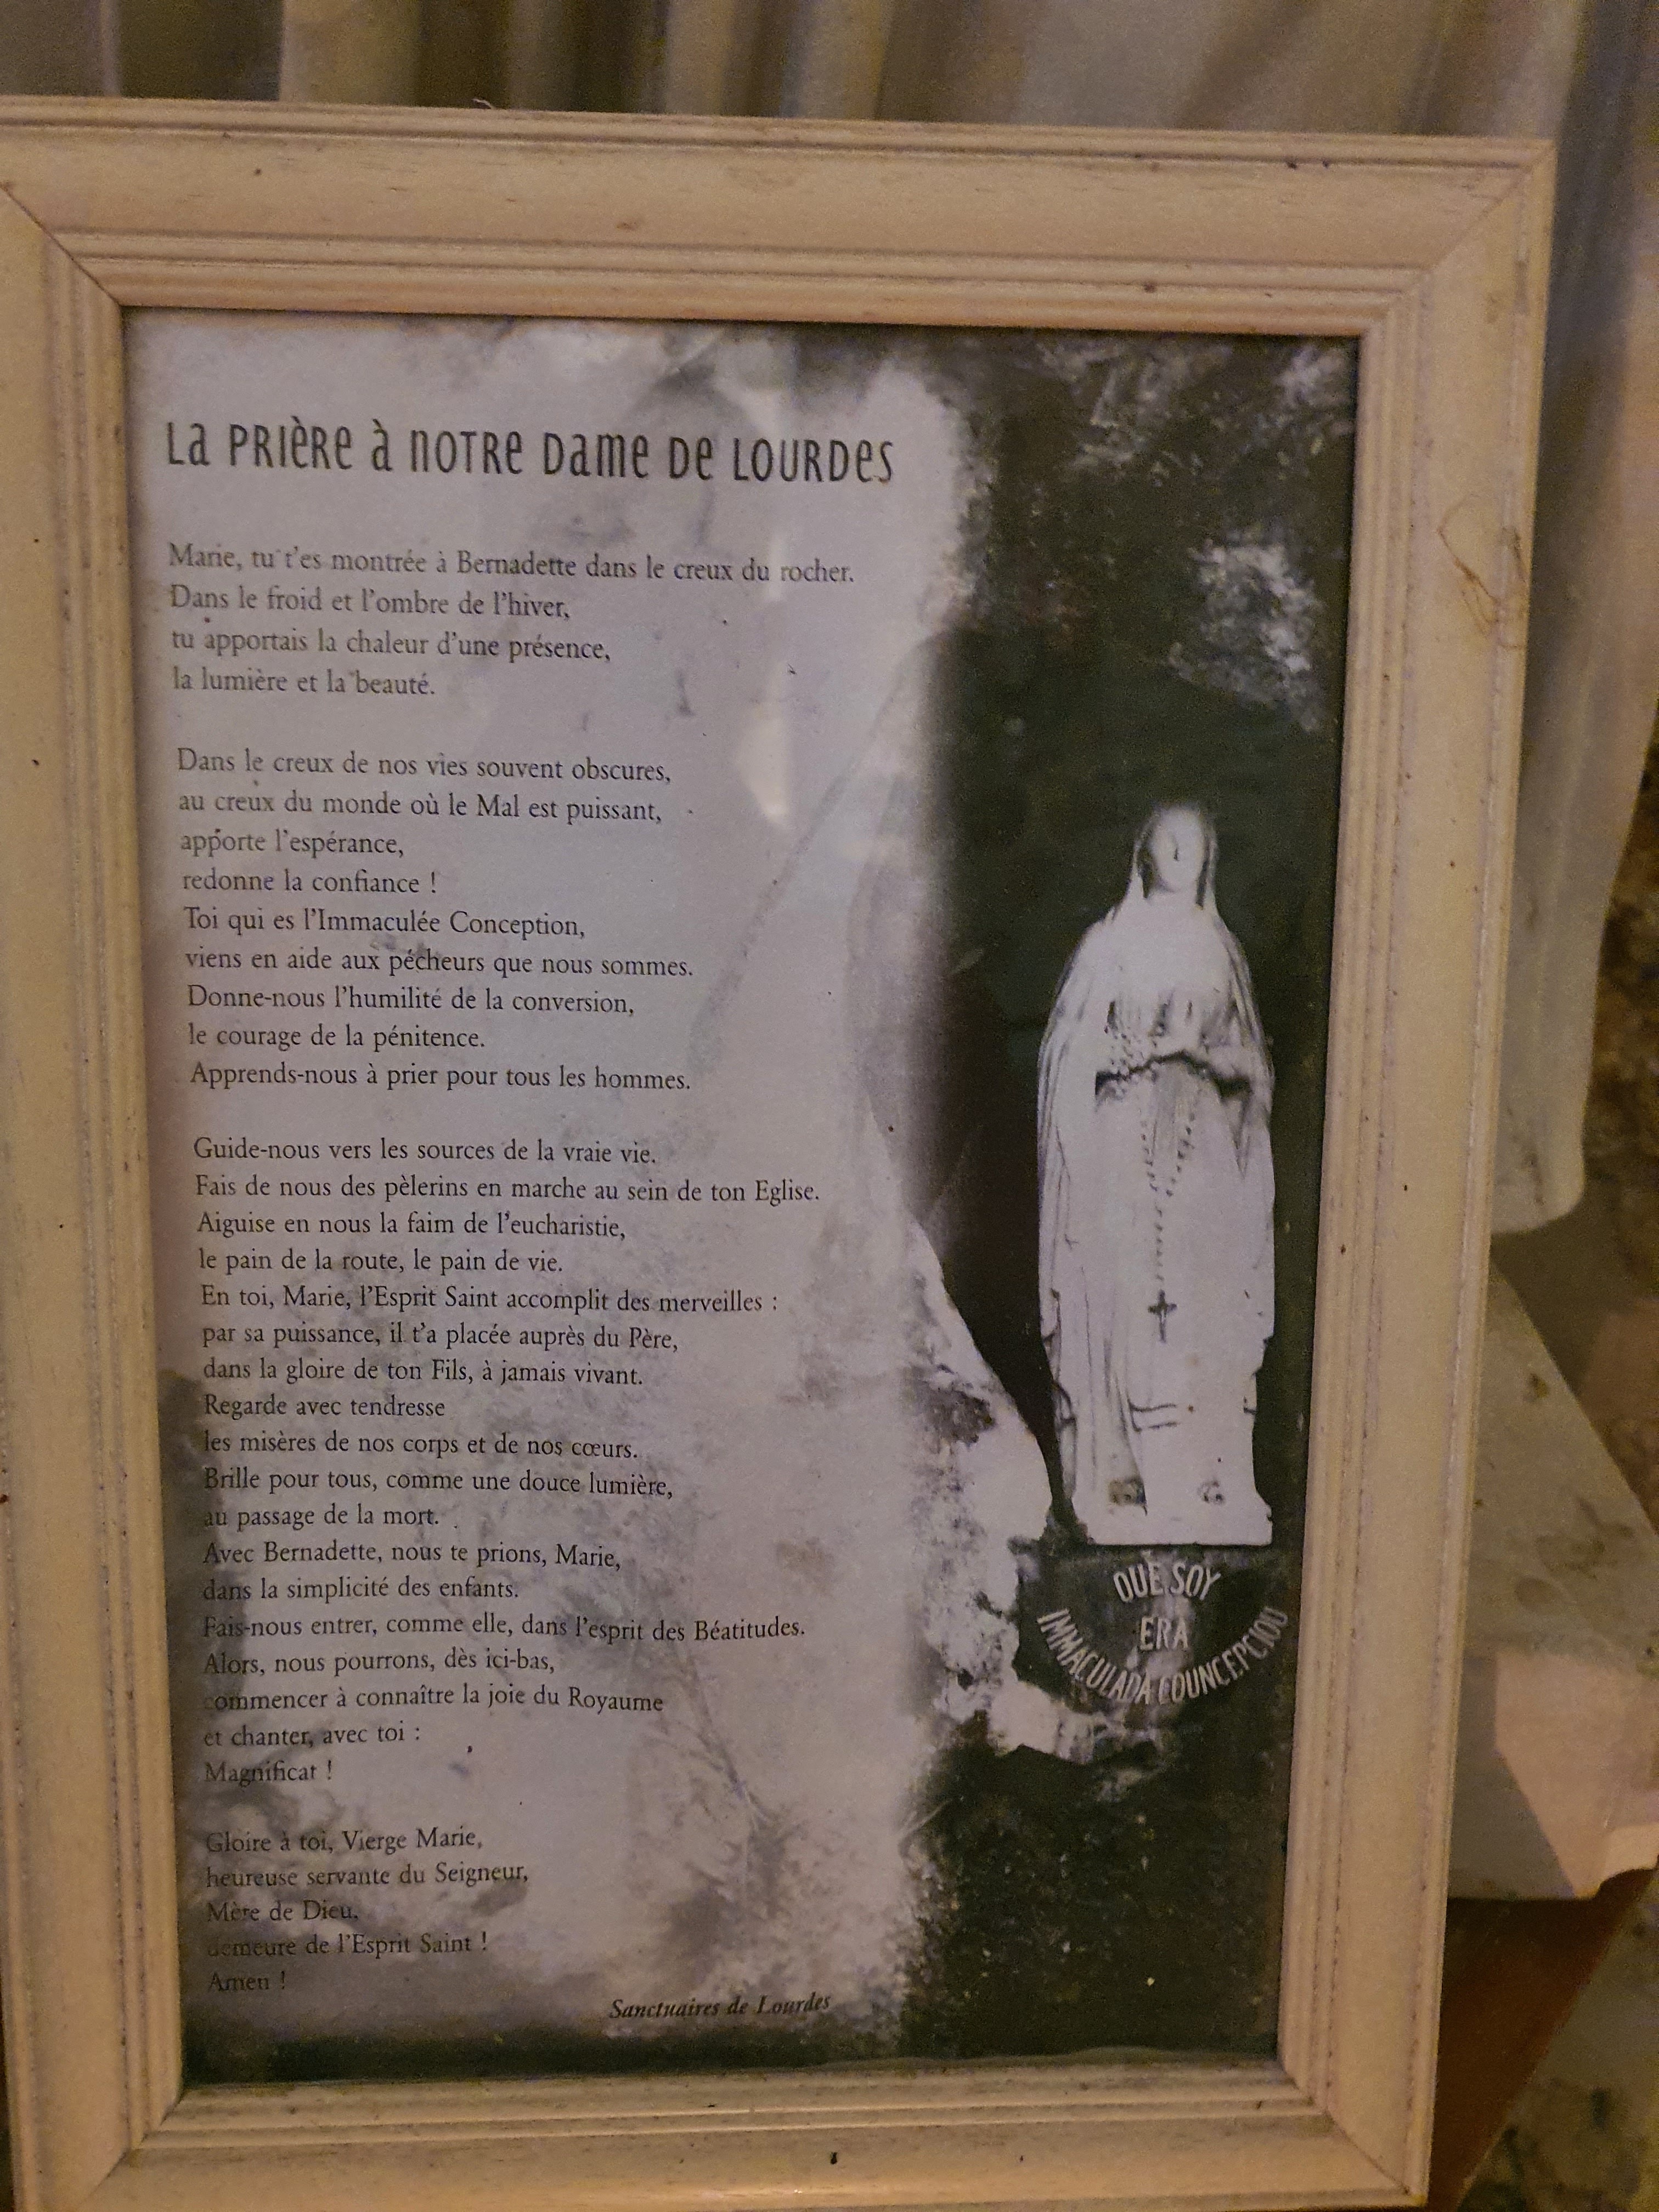 La PRIÈRe à NOTRe Dame De LOURDes
Marie, tu t'es montrée à Bernadette dans le creux du rocher.
Dans le froid et l'ombre de l'hiver,
tu apportais la chaleur d'une présence,
la lumière et la beauté.
Dans le creux de nos vies souvent obscures,
au creux du monde où le Mal est puissant,
apporte l'espérance,
redonne la confiance !
Toi qui es l'Immaculée Conception,
viens en aide aux pécheurs que nous sommes.
Donne-nous l'humilité de la conversion,
le courage de la pénitence.
Apprends-nous à prier pour tous les hommes.
Guide-nous vers les sources de la vraie vie.
Fais de nous des pèlerins en marche au sein de ton Eglise.
Aiguise en nous la faim de l'eucharistie,
le pain de la route, le pain de vie.
En toi, Marie, l'Esprit Saint accomplit des merveilles :
par sa puissance, il t'a placée auprès du Père,
dans la gloire de ton Fils, à jamais vivant.
Regarde avec tendresse
les misères de nos corps et de nos cœurs.
Brille pour tous, comme une douce lumière,
au passage de la mort.
Avec Bernadette, nous te prions, Marie,
dans la simplicité des enfants.
Fais-nous entrer, comme elle, dans l'esprit des Béatitudes.
Alors, nous pourrons, dès ici-bas,
commencer à connaître la joie du Royaume
et chanter, avec toi :
Magnificat !
Gloire à toi, Vierge Marie,
heureuse servante du Seigneur,
Mère de Dieu,
demeure de l'Esprit Saint !
Amen !
Sanctuaires de Lourdes
QUE SOY
ERA
IMMACULADA COUNCEPCIOU